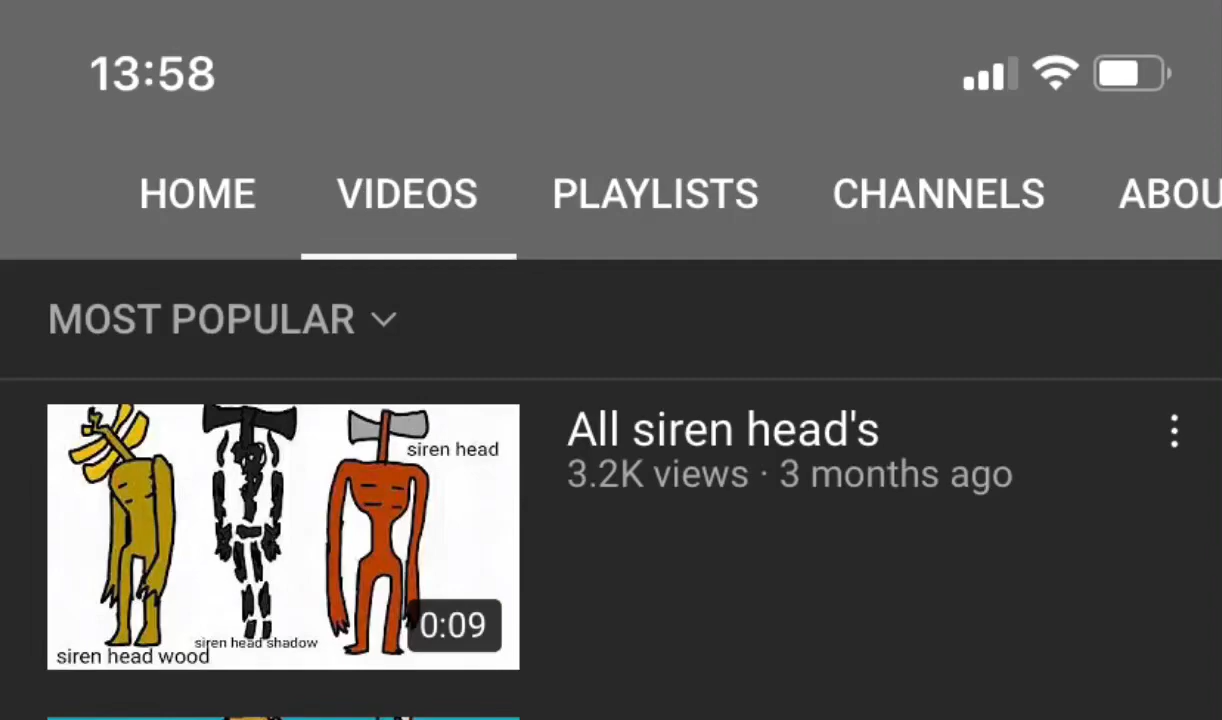 13:58
HOME VIDEOS PLAYLISTS CHANNELS ABOU
MOST POPULAR
All siren head's
3.2K views · 3 months ago
siren head
0:09
siren head shadow
siren head wood